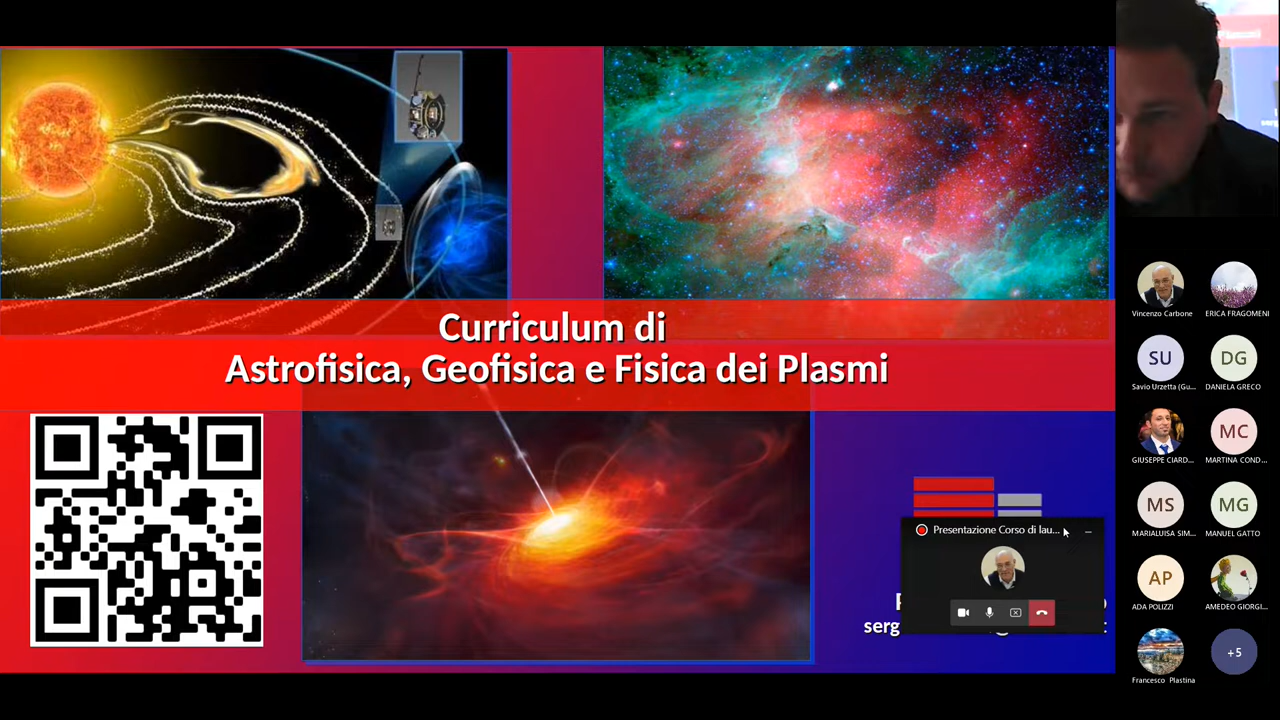 Curriculum di
Astrofisica, Geofisica e Fisica dei Plasmi
Presentazione Corso di lau...
serg
Vincenzo Carbone
ERICA FRAGOMENI
SU
Savio Urzetta (Gu...
DG
DANIELA GRECO
GIUSEPPE CIARD...
MC
MARTINA COND...
MS
MARIALUISA SIM...
MG
MANUEL GATTO
AP
ADA POLIZZI
AMEDEO GIORGI...
Francesco Plastina
+5